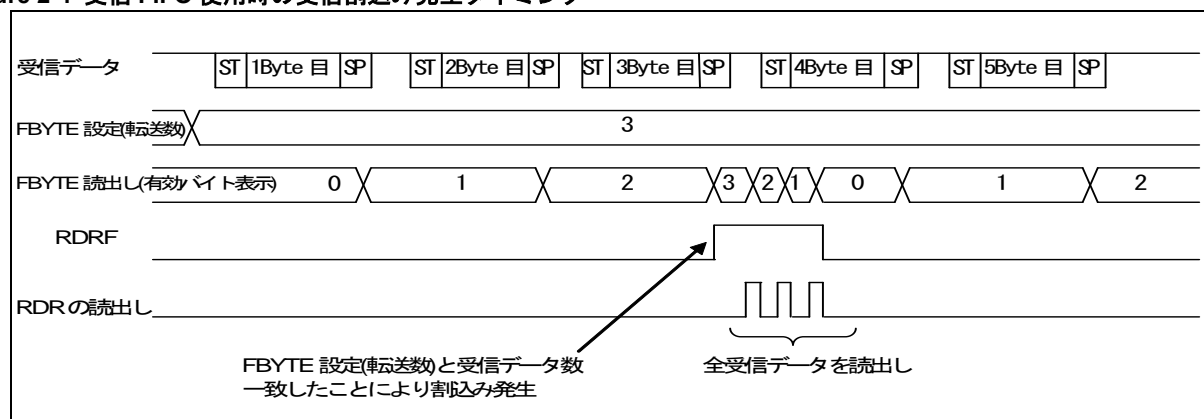 受信データ ST 1Byte 目 SP ST 2Byte 目 SP ST 3Byte 目 SP ST 4Byte 目 SP ST 5Byte 目 SP
FBYTE 設定(転送数) 3
FBYTE 読出し(有効バイト表示) 0 1 2 3 2 1 0 1 2
RDRF
RDRの読出し
FBYTE 設定(転送数)と受信データ数
一致したことにより割込み発生
全受信データを読出し